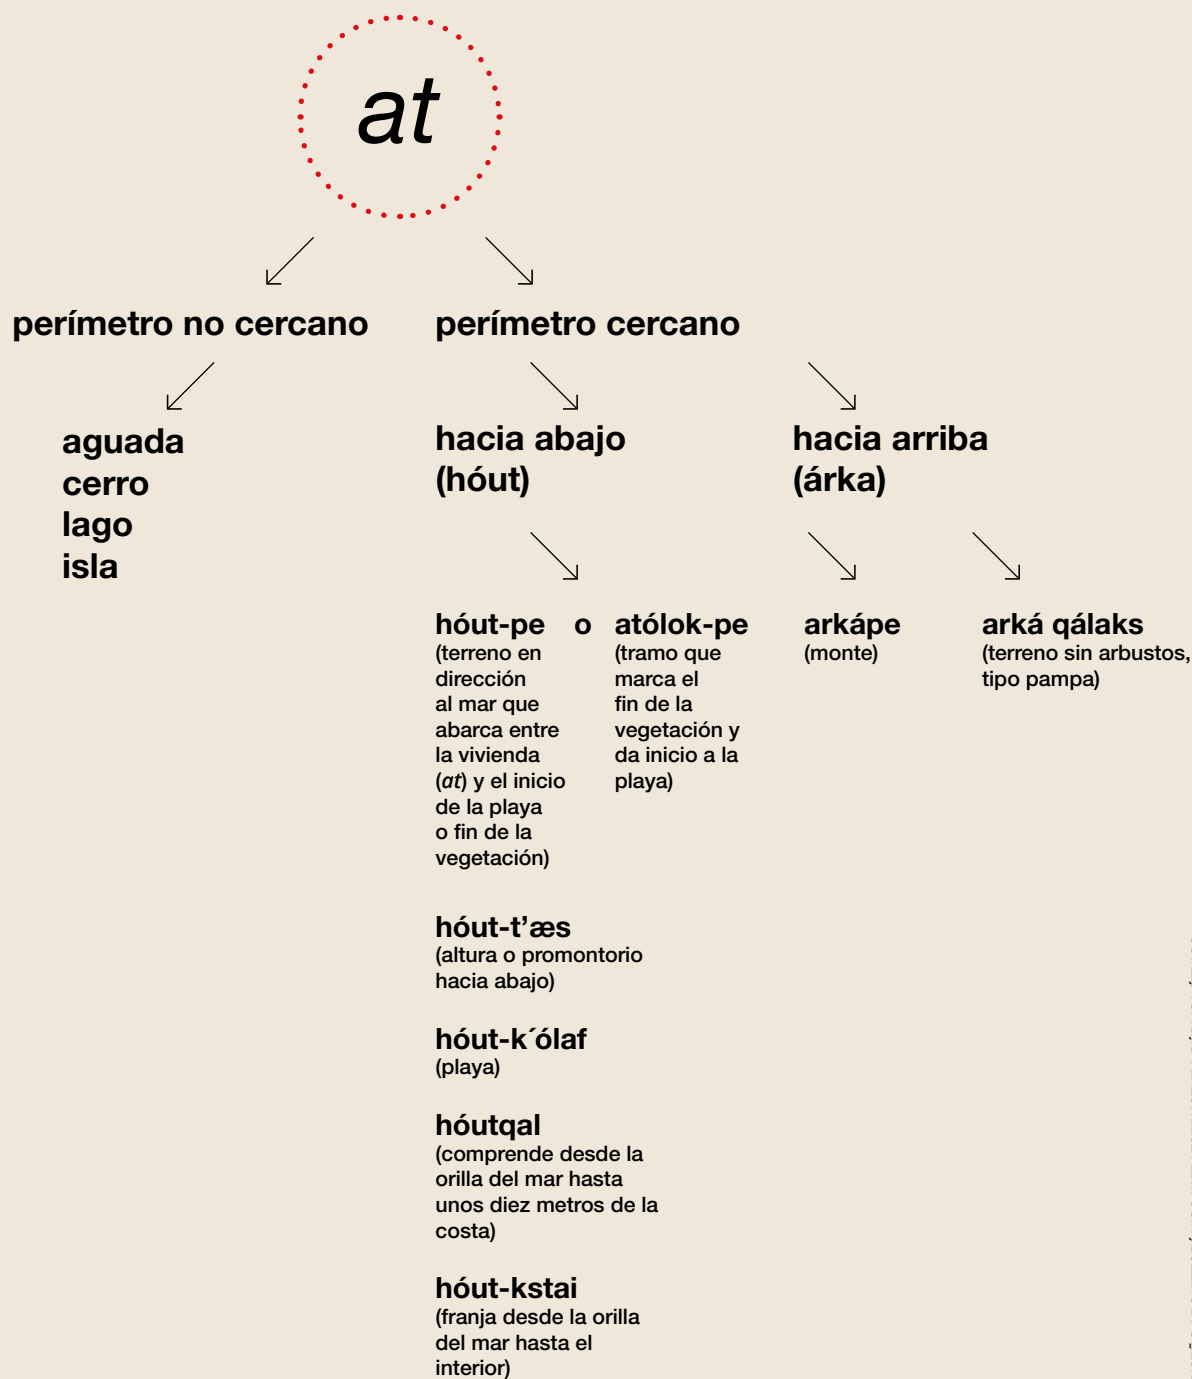 at
perímetro no cercano
perímetro cercano
aguada
cerro
lago
isla
hacia abajo
(hóut)
hacia arriba
(árka)
hóut-pe o atólok-pe
(terreno en
dirección
al mar que
abarca entre
la vivienda
(at) y el inicio
de la playa
o fin de la
vegetación)
(tramo que
marca el
fin de la
vegetación y
da inicio a la
playa)
arkápe
(monte)
arká qálaks
(terreno sin arbustos,
tipo pampa)
hóut-t’æs
(altura o promontorio
hacia abajo)
hóut-k´ólaf
(playa)
hóutqal
(comprende desde la
orilla del mar hasta
unos diez metros de la
costa)
hóut-kstai
(franja desde la orilla
del mar hasta el
interior)